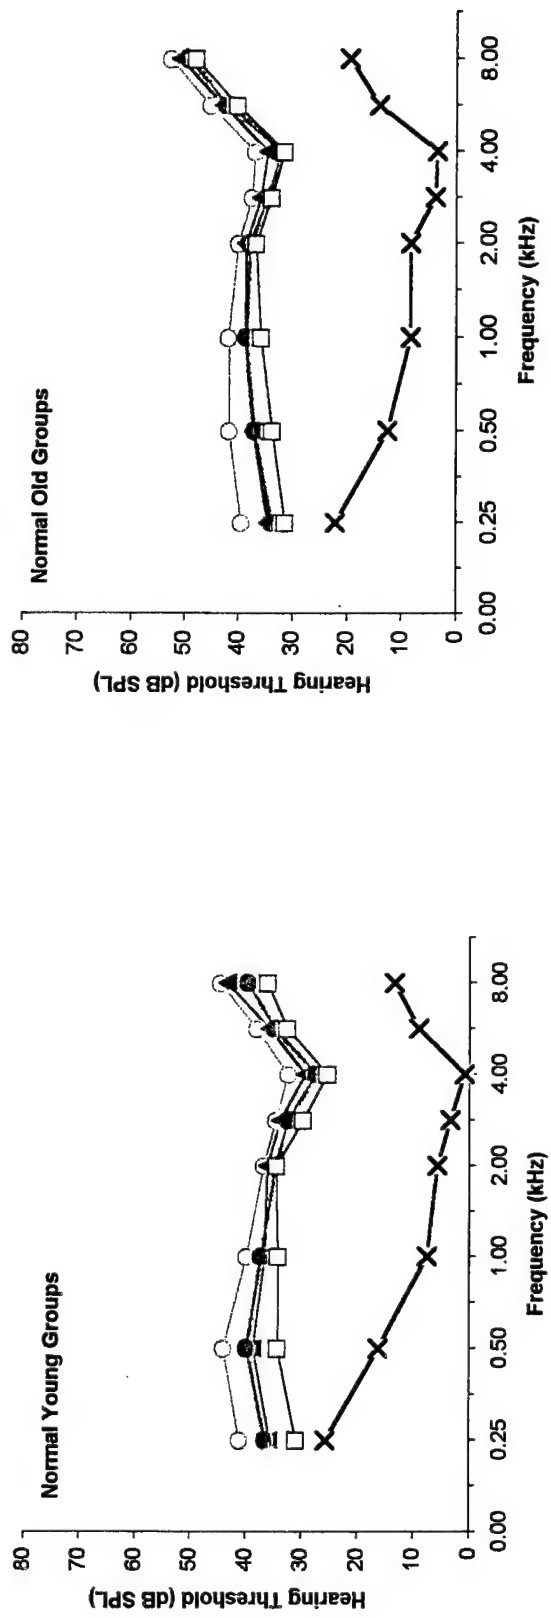 Normal Young Groups
80
70
60
50
40
30
20
10
0
Hearing Threshold (dB SPL)
0.00 0.25 0.50 1.00 2.00 4.00 8.00
Frequency (kHz)
Normal Old Groups
80
70
60
50
40
30
20
10
0
Hearing Threshold (dB SPL)
0.00 0.25 0.50 1.00 2.00 4.00 8.00
Frequency (kHz)